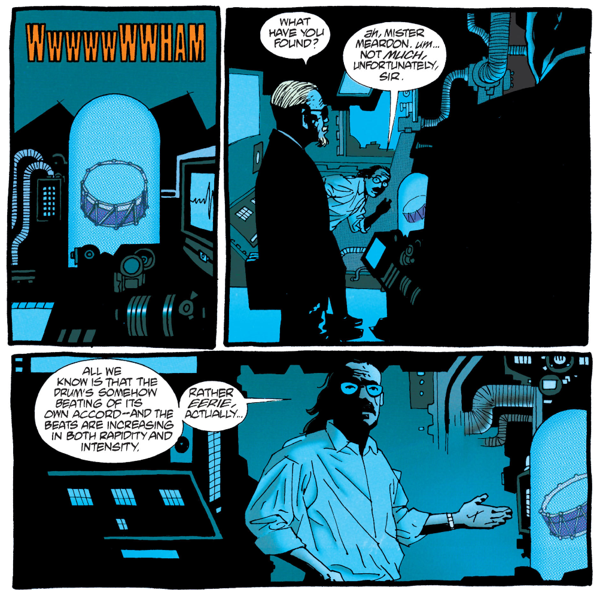 WwwwwwWWHAM
WHAT
HAVE YOU
FOUND?
ah, MISTER
MEARDON. um...
NOT MUCH,
UNFORTUNATELY,
SIR.
ALL WE
KNOW IS THAT THE
DRUM'S SOMEHOW
BEATING OF ITS
OWN ACCORD--AND THE
BEATS ARE INCREASING
IN BOTH RAPIDITY AND
INTENSITY.
RATHER
EERIE,
ACTUALLY...